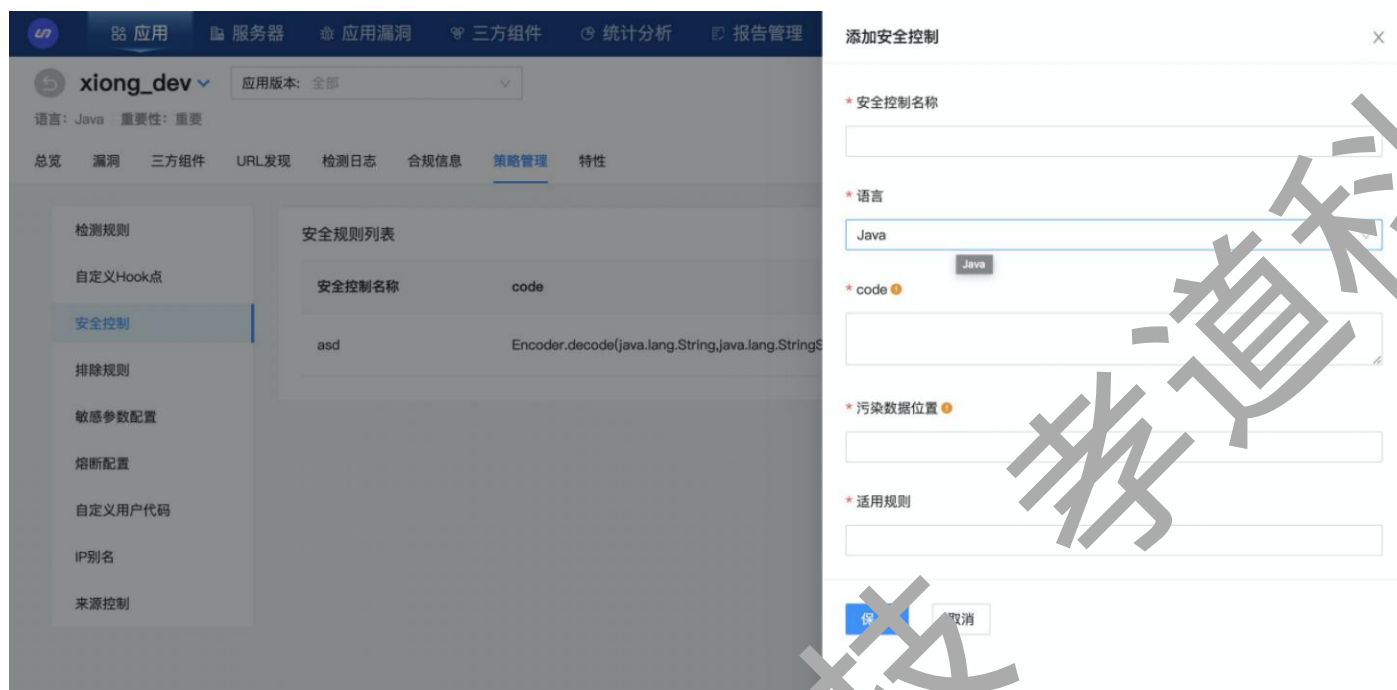 应用 服务器 应用漏洞 三方组件 统计分析 报告管理
xiong_dev 应用版本: 全部
语言: Java 重要性: 重要
总览 漏洞 三方组件 URL发现 检测日志 合规信息 策略管理 特性
检测规则
自定义Hook点
安全控制
排除规则
敏感参数配置
熔断配置
自定义用户代码
IP别名
来源控制
安全规则列表
安全控制名称 code
asd Encoder.decode(java.lang.String,java.lang.StringS
添加安全控制
* 安全控制名称
* 语言
Java
Java
* code
* 污染数据位置
* 适用规则
保 取消
孝道科技